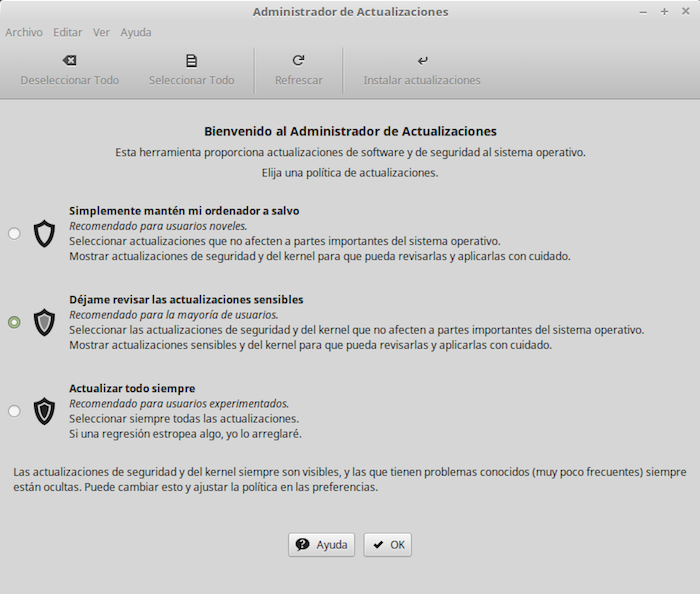 Administrador de Actualizaciones
Archivo Editar Ver Ayuda
Deseleccionar Todo Seleccionar Todo Refrescar Instalar actualizaciones
Bienvenido al Administrador de Actualizaciones
Esta herramienta proporciona actualizaciones de software y de seguridad al sistema operativo.
Elija una política de actualizaciones.
Simplemente mantén mi ordenador a salvo
Recomendado para usuarios noveles.
Seleccionar actualizaciones que no afecten a partes importantes del sistema operativo.
Mostrar actualizaciones de seguridad y del kernel para que pueda revisarlas y aplicarlas con cuidado.
Déjame revisar las actualizaciones sensibles
Recomendado para la mayoría de usuarios.
Seleccionar las actualizaciones de seguridad y del kernel que no afecten a partes importantes del sistema operativo.
Mostrar actualizaciones sensibles y del kernel para que pueda revisarlas y aplicarlas con cuidado.
Actualizar todo siempre
Recomendado para usuarios experimentados.
Seleccionar siempre todas las actualizaciones.
Si una regresión estropea algo, yo lo arreglaré.
Las actualizaciones de seguridad y del kernel siempre son visibles, y las que tienen problemas conocidos (muy poco frecuentes) siempre
están ocultas. Puede cambiar esto y ajustar la política en las preferencias.
Ayuda OK